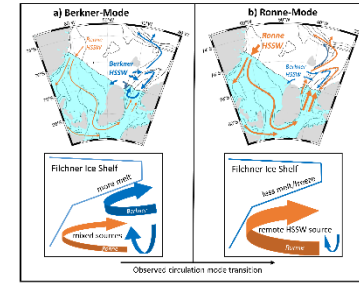 a) Berkner-Mode
b) Ronne-Mode
Ronne
HSSW
Berkner
HSSW
Ronne
HSSW
Berkner
HSSW
Filchner Ice Shelf
more melt
Berkner
mixed sources
Ronne
Filchner Ice Shelf
less melt/freeze
remote HSSW source
Ronne
Observed circulation mode transition